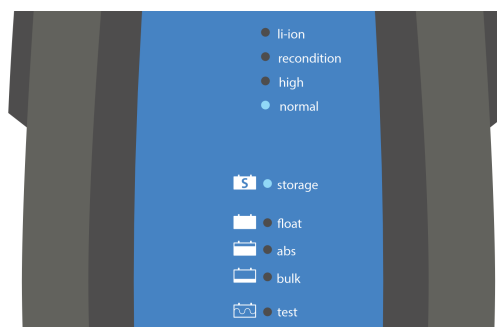 li-ion
recondition
high
normal
S storage
float
abs
bulk
test